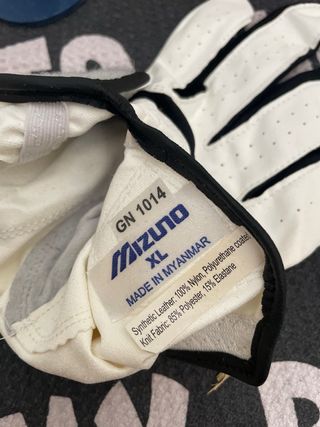 GN 1014
MIZUNO
XL
MADE IN MYANMAR
Synthetic Leather: 100% Nylon, Polyurethane coated
Knit Fabric: 85% Polyester, 15% Elastane